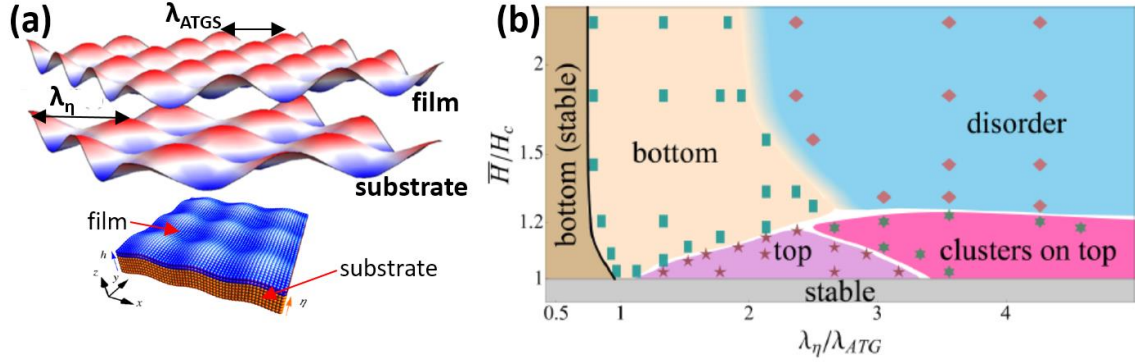 (a)
λATGS
λη
film
substrate
film
substrate
h
z
y
x
η
(b)
2
1.5
1.2
1
H̅/Hc
bottom (stable)
bottom
disorder
top
clusters on top
stable
0.5
1
2
3
4
λη/λATG